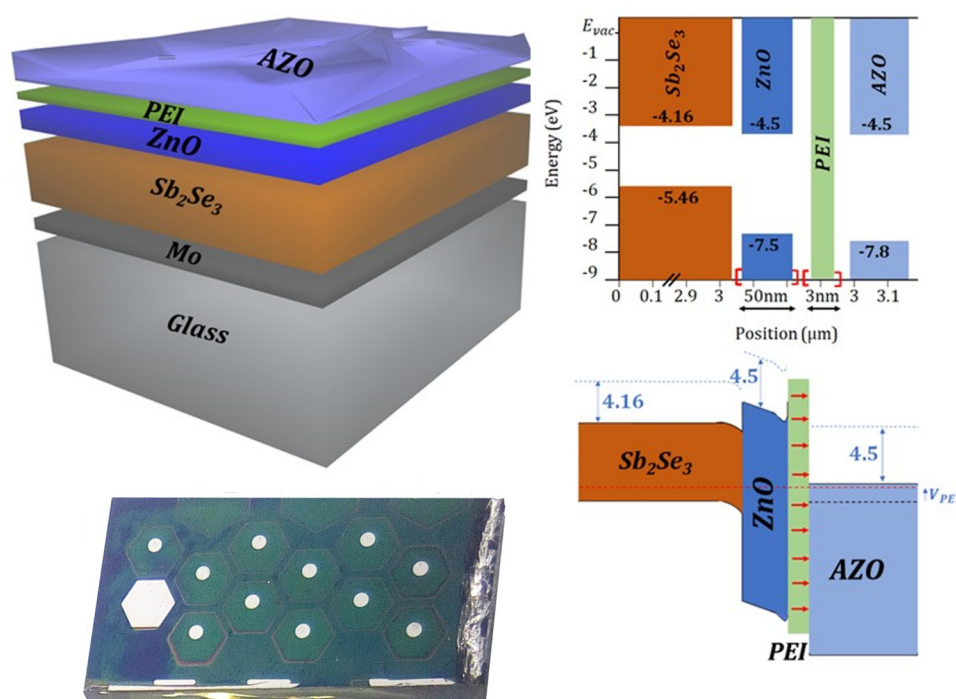 AZO
PEI
ZnO
Sb₂Se₃
Mo
Glass
Energy (eV)
E_vac.
-1
-2
-3
-4
-5
-6
-7
-8
-9
Sb₂Se₃
-4.16
-5.46
ZnO
-4.5
-7.5
PEI
AZO
-4.5
-7.8
0 0.1 2.9 3 50nm 3nm 3 3.1
Position (μm)
4.16
4.5
4.5
Sb₂Se₃
ZnO
V_PE
AZO
PEI